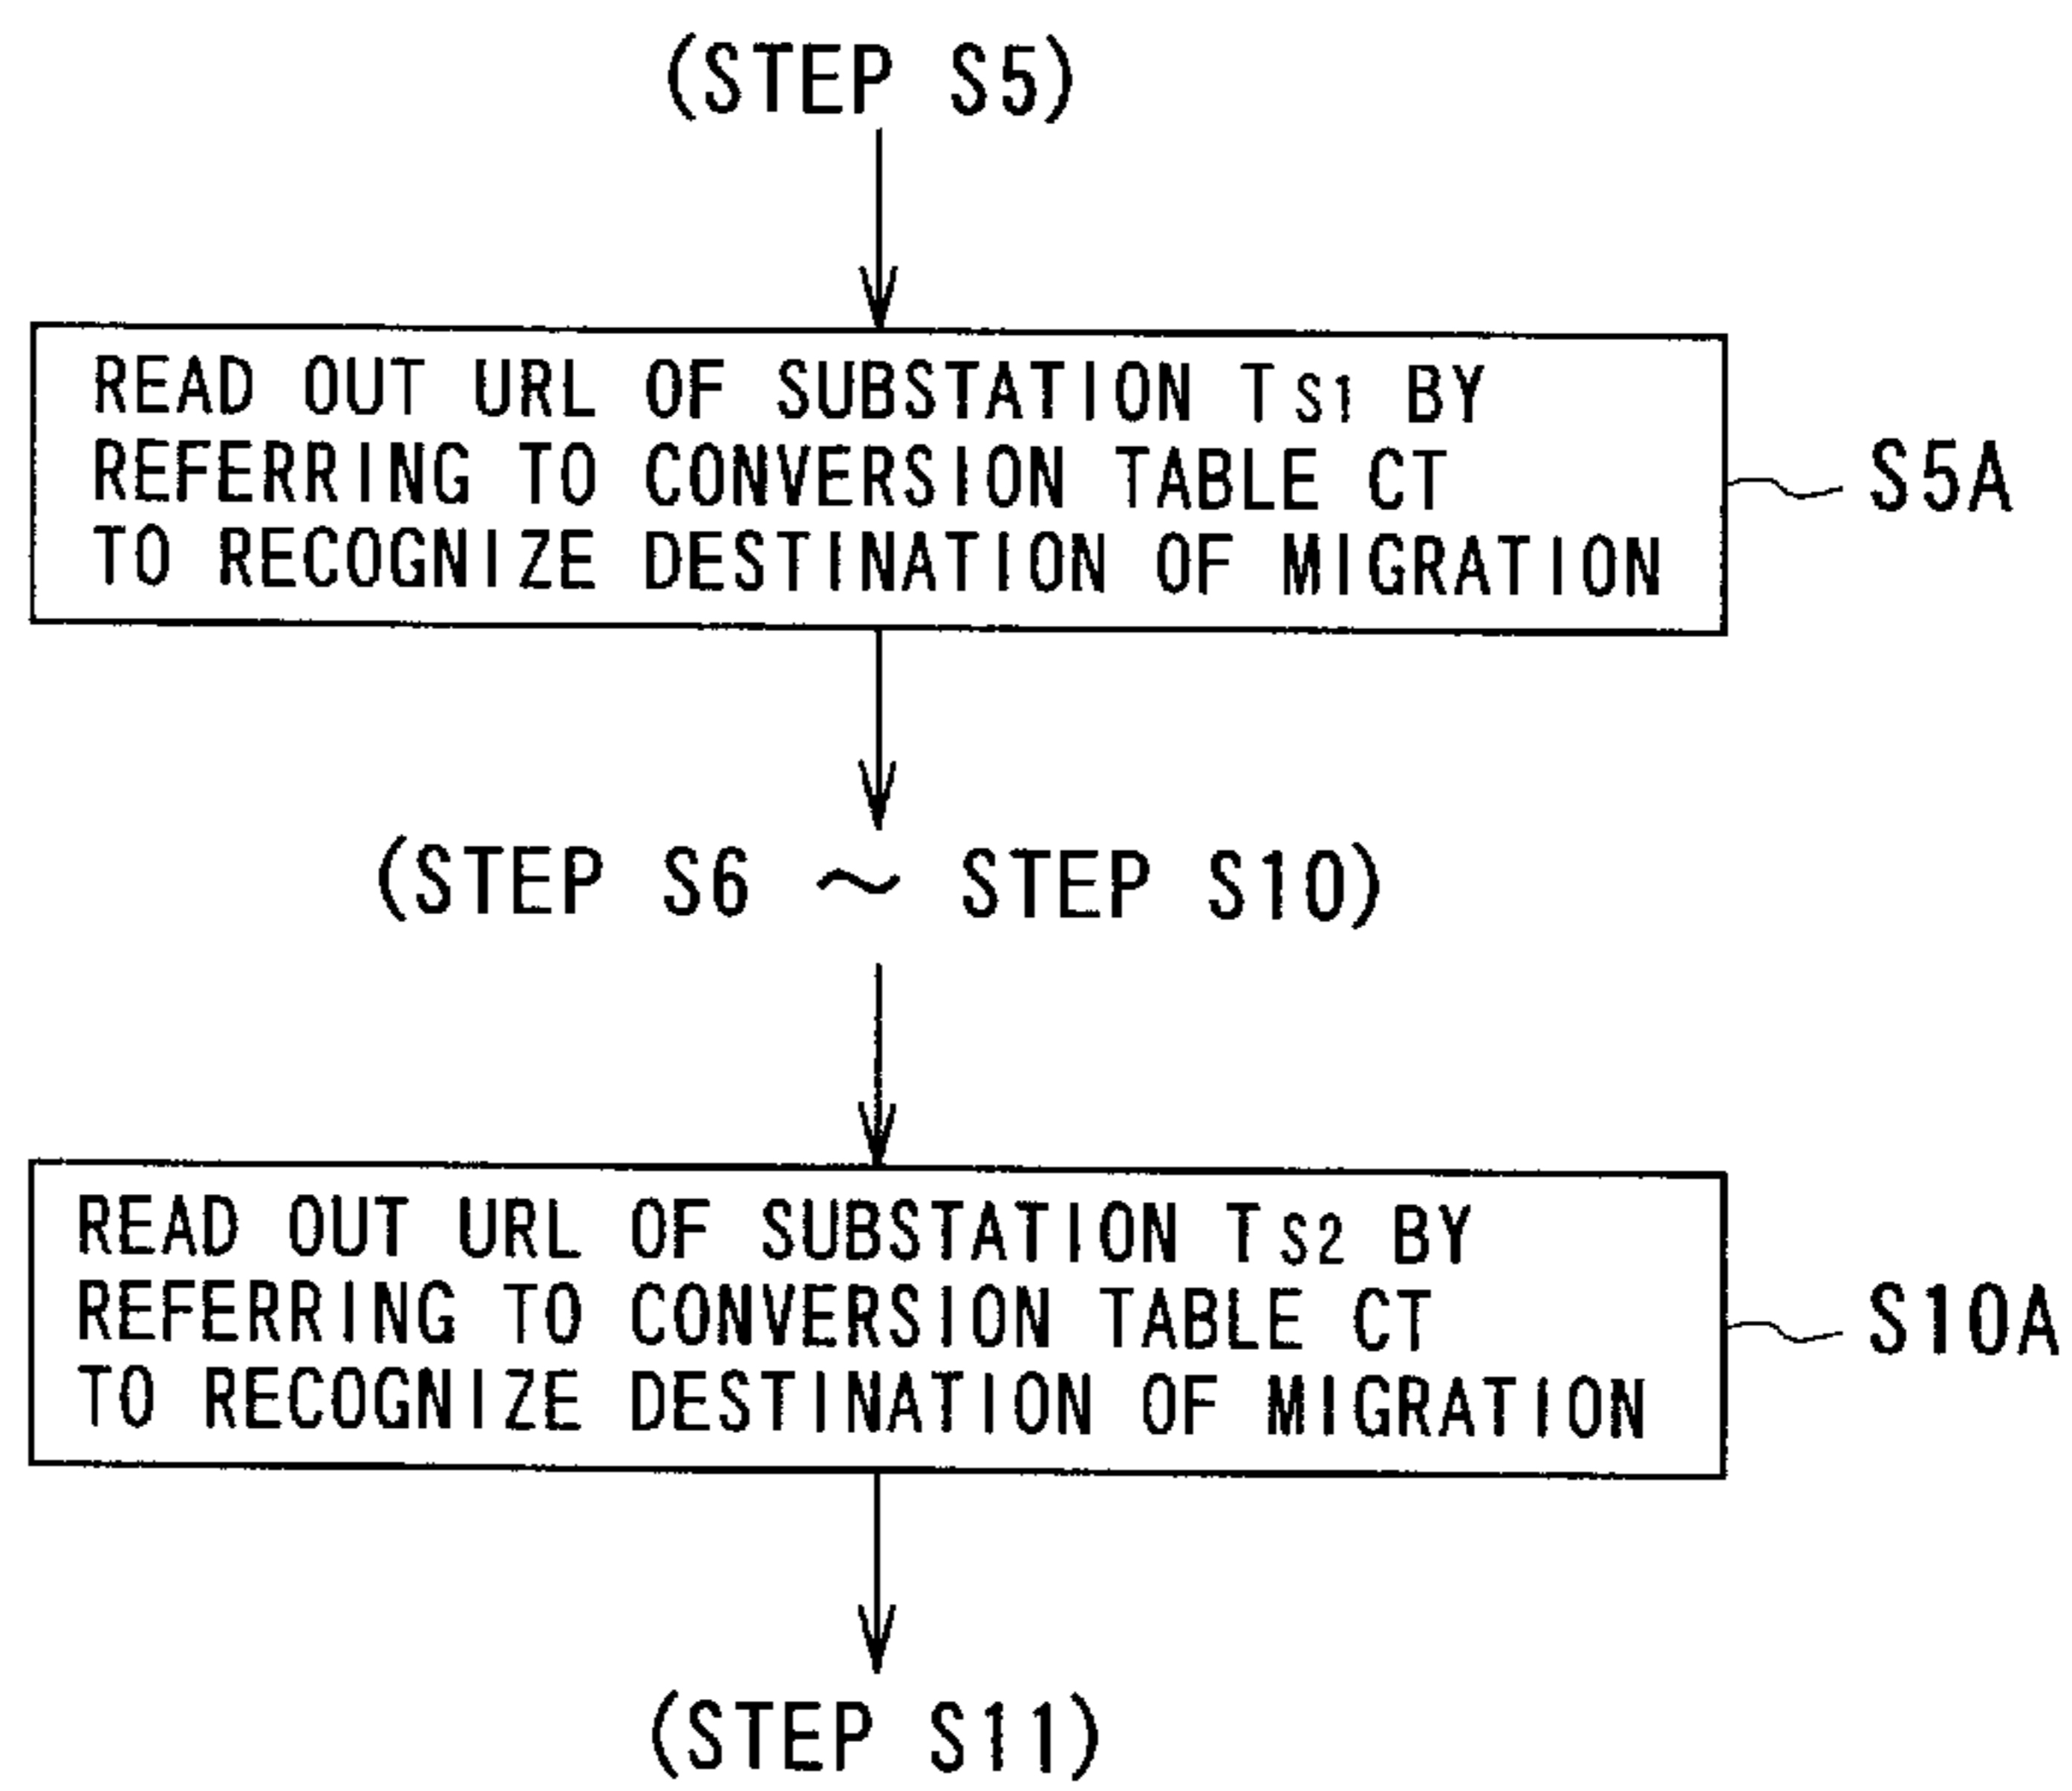 (STEP S5)
READ OUT URL OF SUBSTATION TS1 BY
REFERRING TO CONVERSION TABLE CT
TO RECOGNIZE DESTINATION OF MIGRATION
S5A
(STEP S6 ~ STEP S10)
READ OUT URL OF SUBSTATION TS2 BY
REFERRING TO CONVERSION TABLE CT
TO RECOGNIZE DESTINATION OF MIGRATION
S10A
(STEP S11)